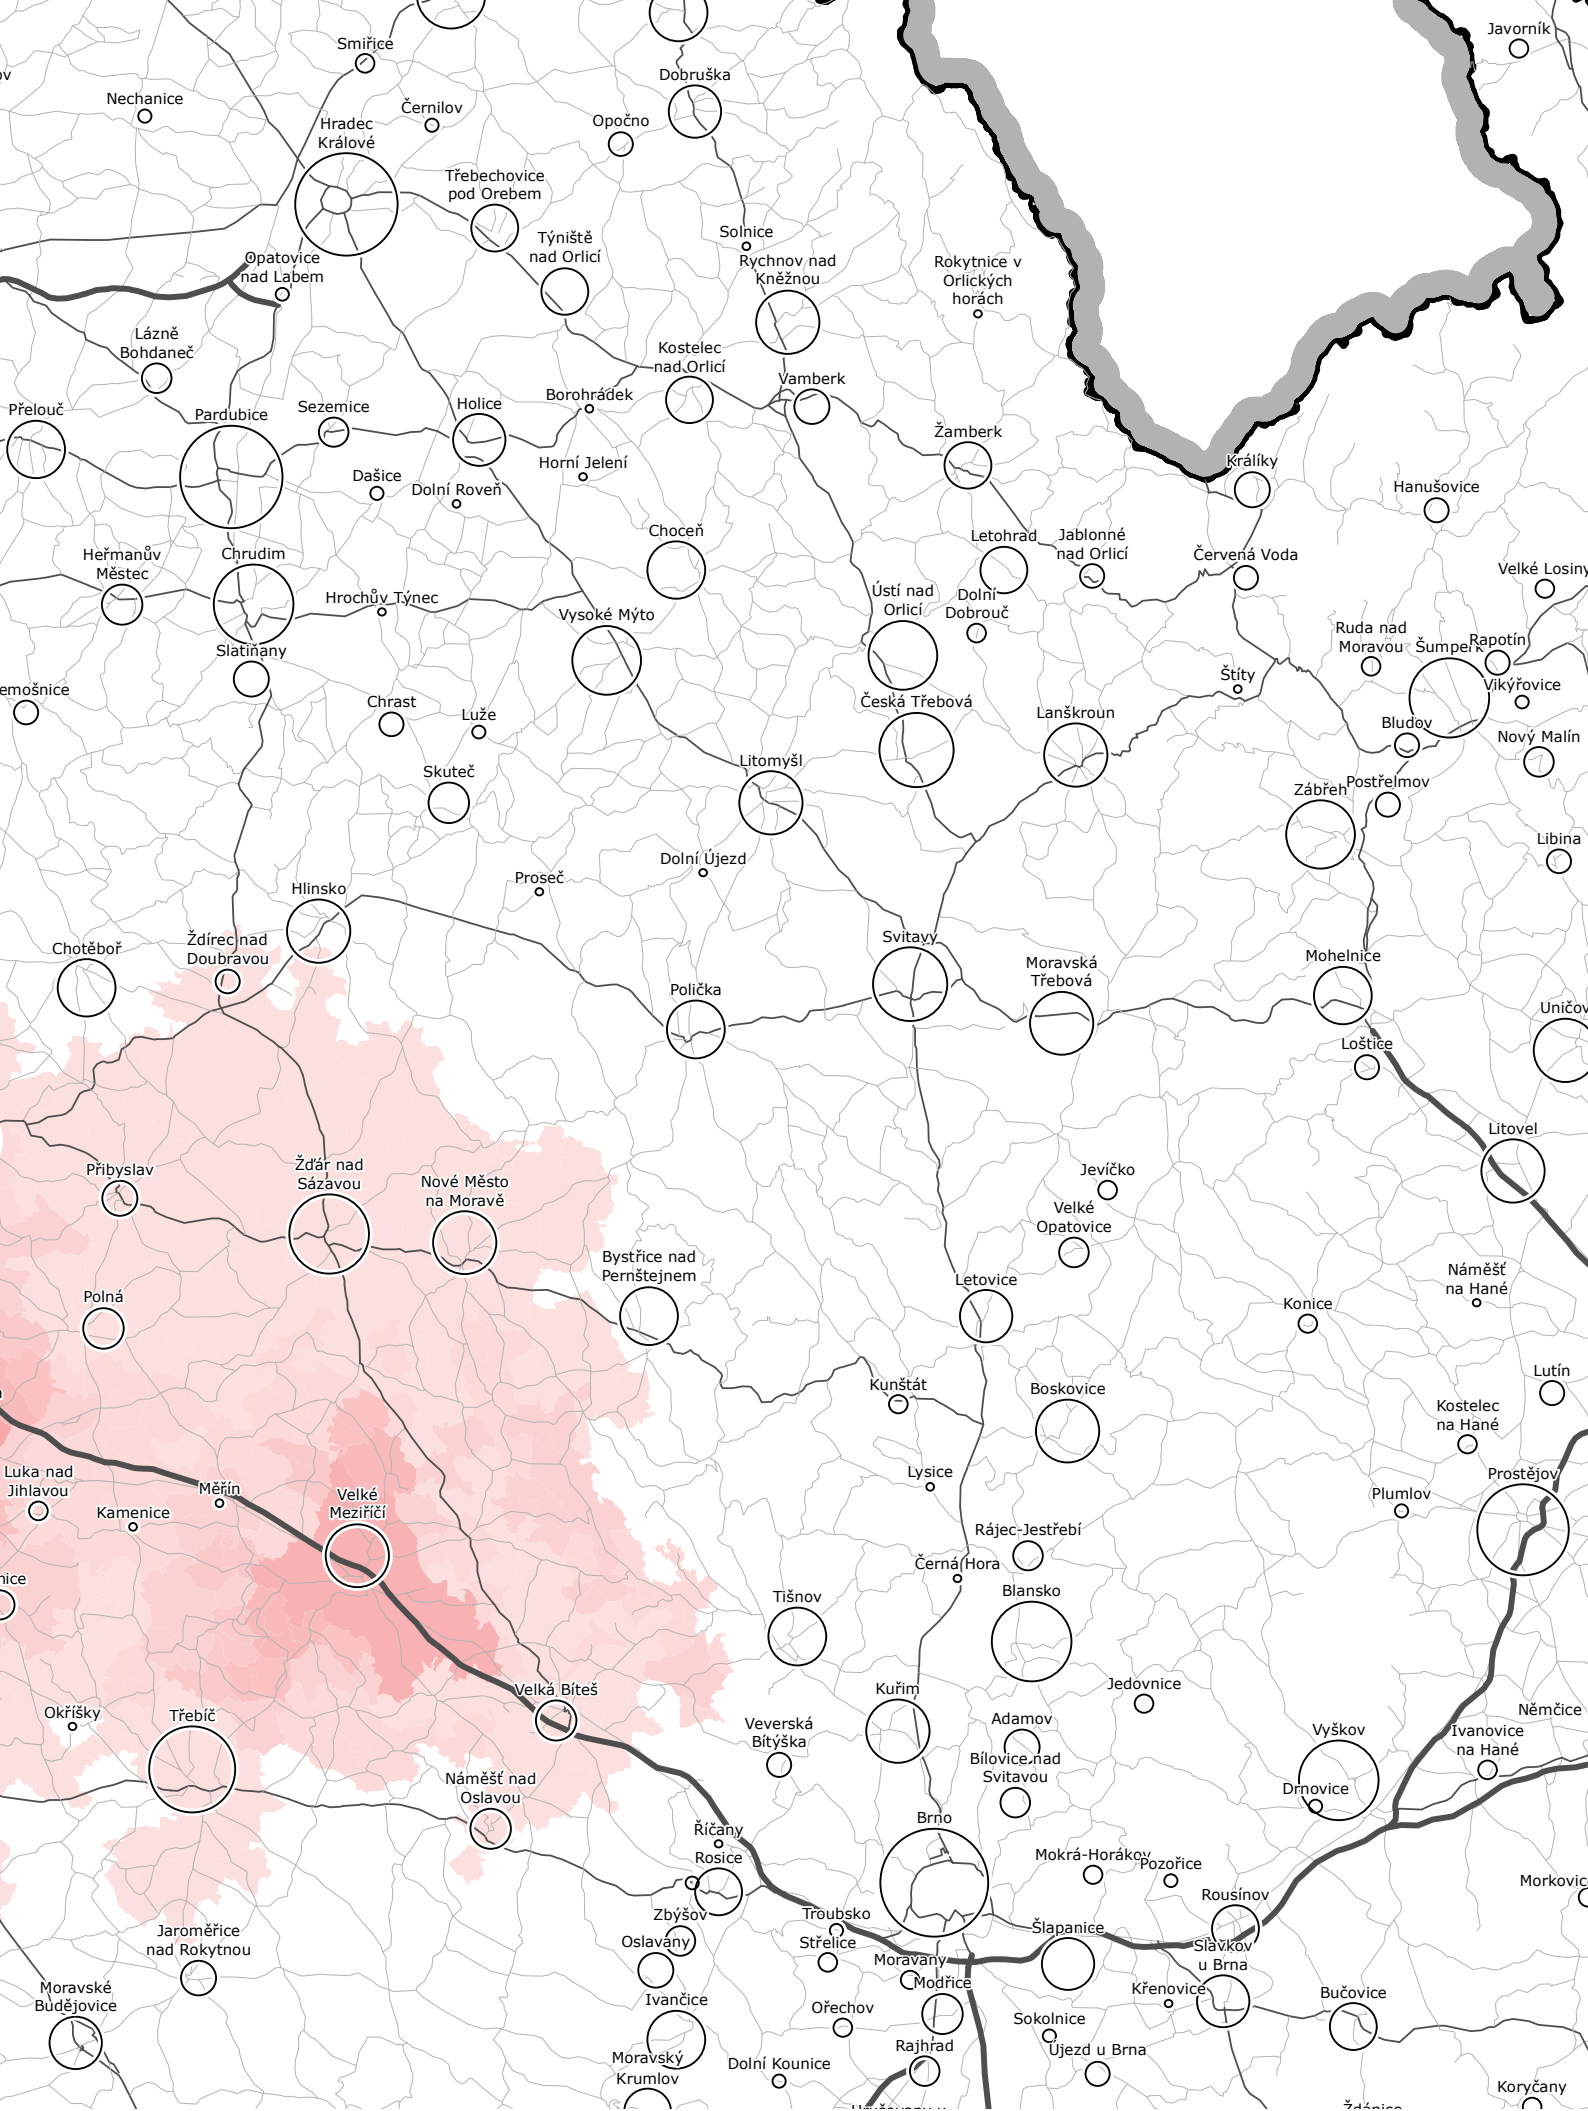 Javorník
Smiřice
ov
Dobruška
Nechanice
Černilov
Opočno
Hradec
Králové
Třebechovice
pod Orebem
Solnice
Týniště
nad Orlicí
Opatovice
nad Labem
Rychnov nad
Kněžnou
Rokytnice v
Orlických
horách
Lázně
Bohdaneč
Kostelec
nad Orlicí
Vamberk
Borohrádek
Přelouč
Pardubice
Sezemice
Holice
Žamberk
Horní Jelení
Králíky
Dašice
Dolní Roveň
Hanušovice
Choceň
Letohrad
Jablonné
nad Orlicí
Heřmanův
Městec
Chrudim
Červená Voda
Velké Losiny
Hrochův Týnec
Ústí nad
Orlicí
Dolní
Dobrouč
Vysoké Mýto
Ruda nad
Moravou
Šumperk
Rapotín
Slatiňany
Štíty
Vikýřovice
emošnice
Chrast
Luže
Česká Třebová
Lanškroun
Bludov
Nový Malín
Litomyšl
Skuteč
Zábřeh
Postřelmov
Libina
Dolní Újezd
Proseč
Hlinsko
Chotěboř
Ždírec nad
Doubravou
Svitavy
Moravská
Třebová
Mohelnice
Polička
Uničov
Loštice
Litovel
Přibyslav
Žďár nad
Sázavou
Nové Město
na Moravě
Jevíčko
Velké
Opatovice
Bystřice nad
Pernštejnem
Letovice
Náměšť
na Hané
Polná
Konice
Kunštát
Boskovice
Lutín
Kostelec
na Hané
Luka nad
Jihlavou
Měřín
Kamenice
Velké
Meziříčí
Lysice
Plumlov
Prostějov
Rájec-Jestřebí
Černá Hora
nice
Tišnov
Blansko
Velká Bíteš
Kuřim
Jedovnice
Okříšky
Třebíč
Veverská
Bítýška
Adamov
Bílovice nad
Svitavou
Vyškov
Drnovice
Němčice
Ivanovice
na Hané
Náměšť nad
Oslavou
Říčany
Rosice
Brno
Mokrá-Horákov
Pozořice
Morkovic
Rousínov
Zbýšov
Troubsko
Šlapanice
Jaroměřice
nad Rokytnou
Oslavany
Střelice
Moravany
Slavkov
u Brna
Modřice
Křenovice
Moravské
Budějovice
Ivančice
Ořechov
Sokolnice
Bučovice
Moravský
Krumlov
Dolní Kounice
Rajhrad
Újezd u Brna
Koryčany